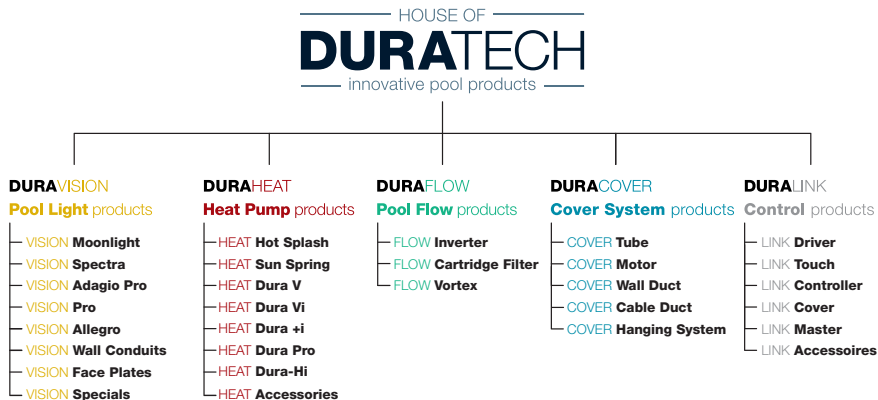 HOUSE OF
DURATECH
innovative pool products
DURAVISION
Pool Light products
VISION Moonlight
VISION Spectra
VISION Adagio Pro
VISION Pro
VISION Allegro
VISION Wall Conduits
VISION Face Plates
VISION Specials
DURAHEAT
Heat Pump products
HEAT Hot Splash
HEAT Sun Spring
HEAT Dura V
HEAT Dura Vi
HEAT Dura +i
HEAT Dura Pro
HEAT Dura-Hi
HEAT Accessories
DURAFLOW
Pool Flow products
FLOW Inverter
FLOW Cartridge Filter
FLOW Vortex
DURACOVER
Cover System products
COVER Tube
COVER Motor
COVER Wall Duct
COVER Cable Duct
COVER Hanging System
DURALINK
Control products
LINK Driver
LINK Touch
LINK Controller
LINK Cover
LINK Master
LINK Accessoires